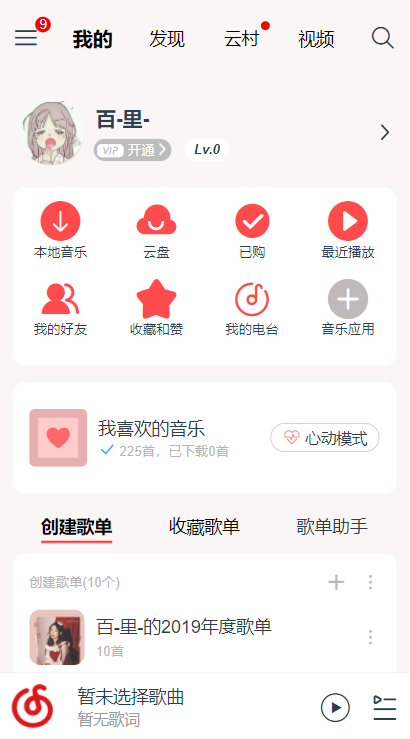 9
我的 发现 云村 视频
百-里-
VIP 开通 Lv.0
本地音乐 云盘 已购 最近播放
我的好友 收藏和赞 我的电台 音乐应用
我喜欢的音乐
225首，已下载0首
心动模式
创建歌单 收藏歌单 歌单助手
创建歌单(10个)
百-里-的2019年度歌单
10首
暂未选择歌曲
暂无歌词